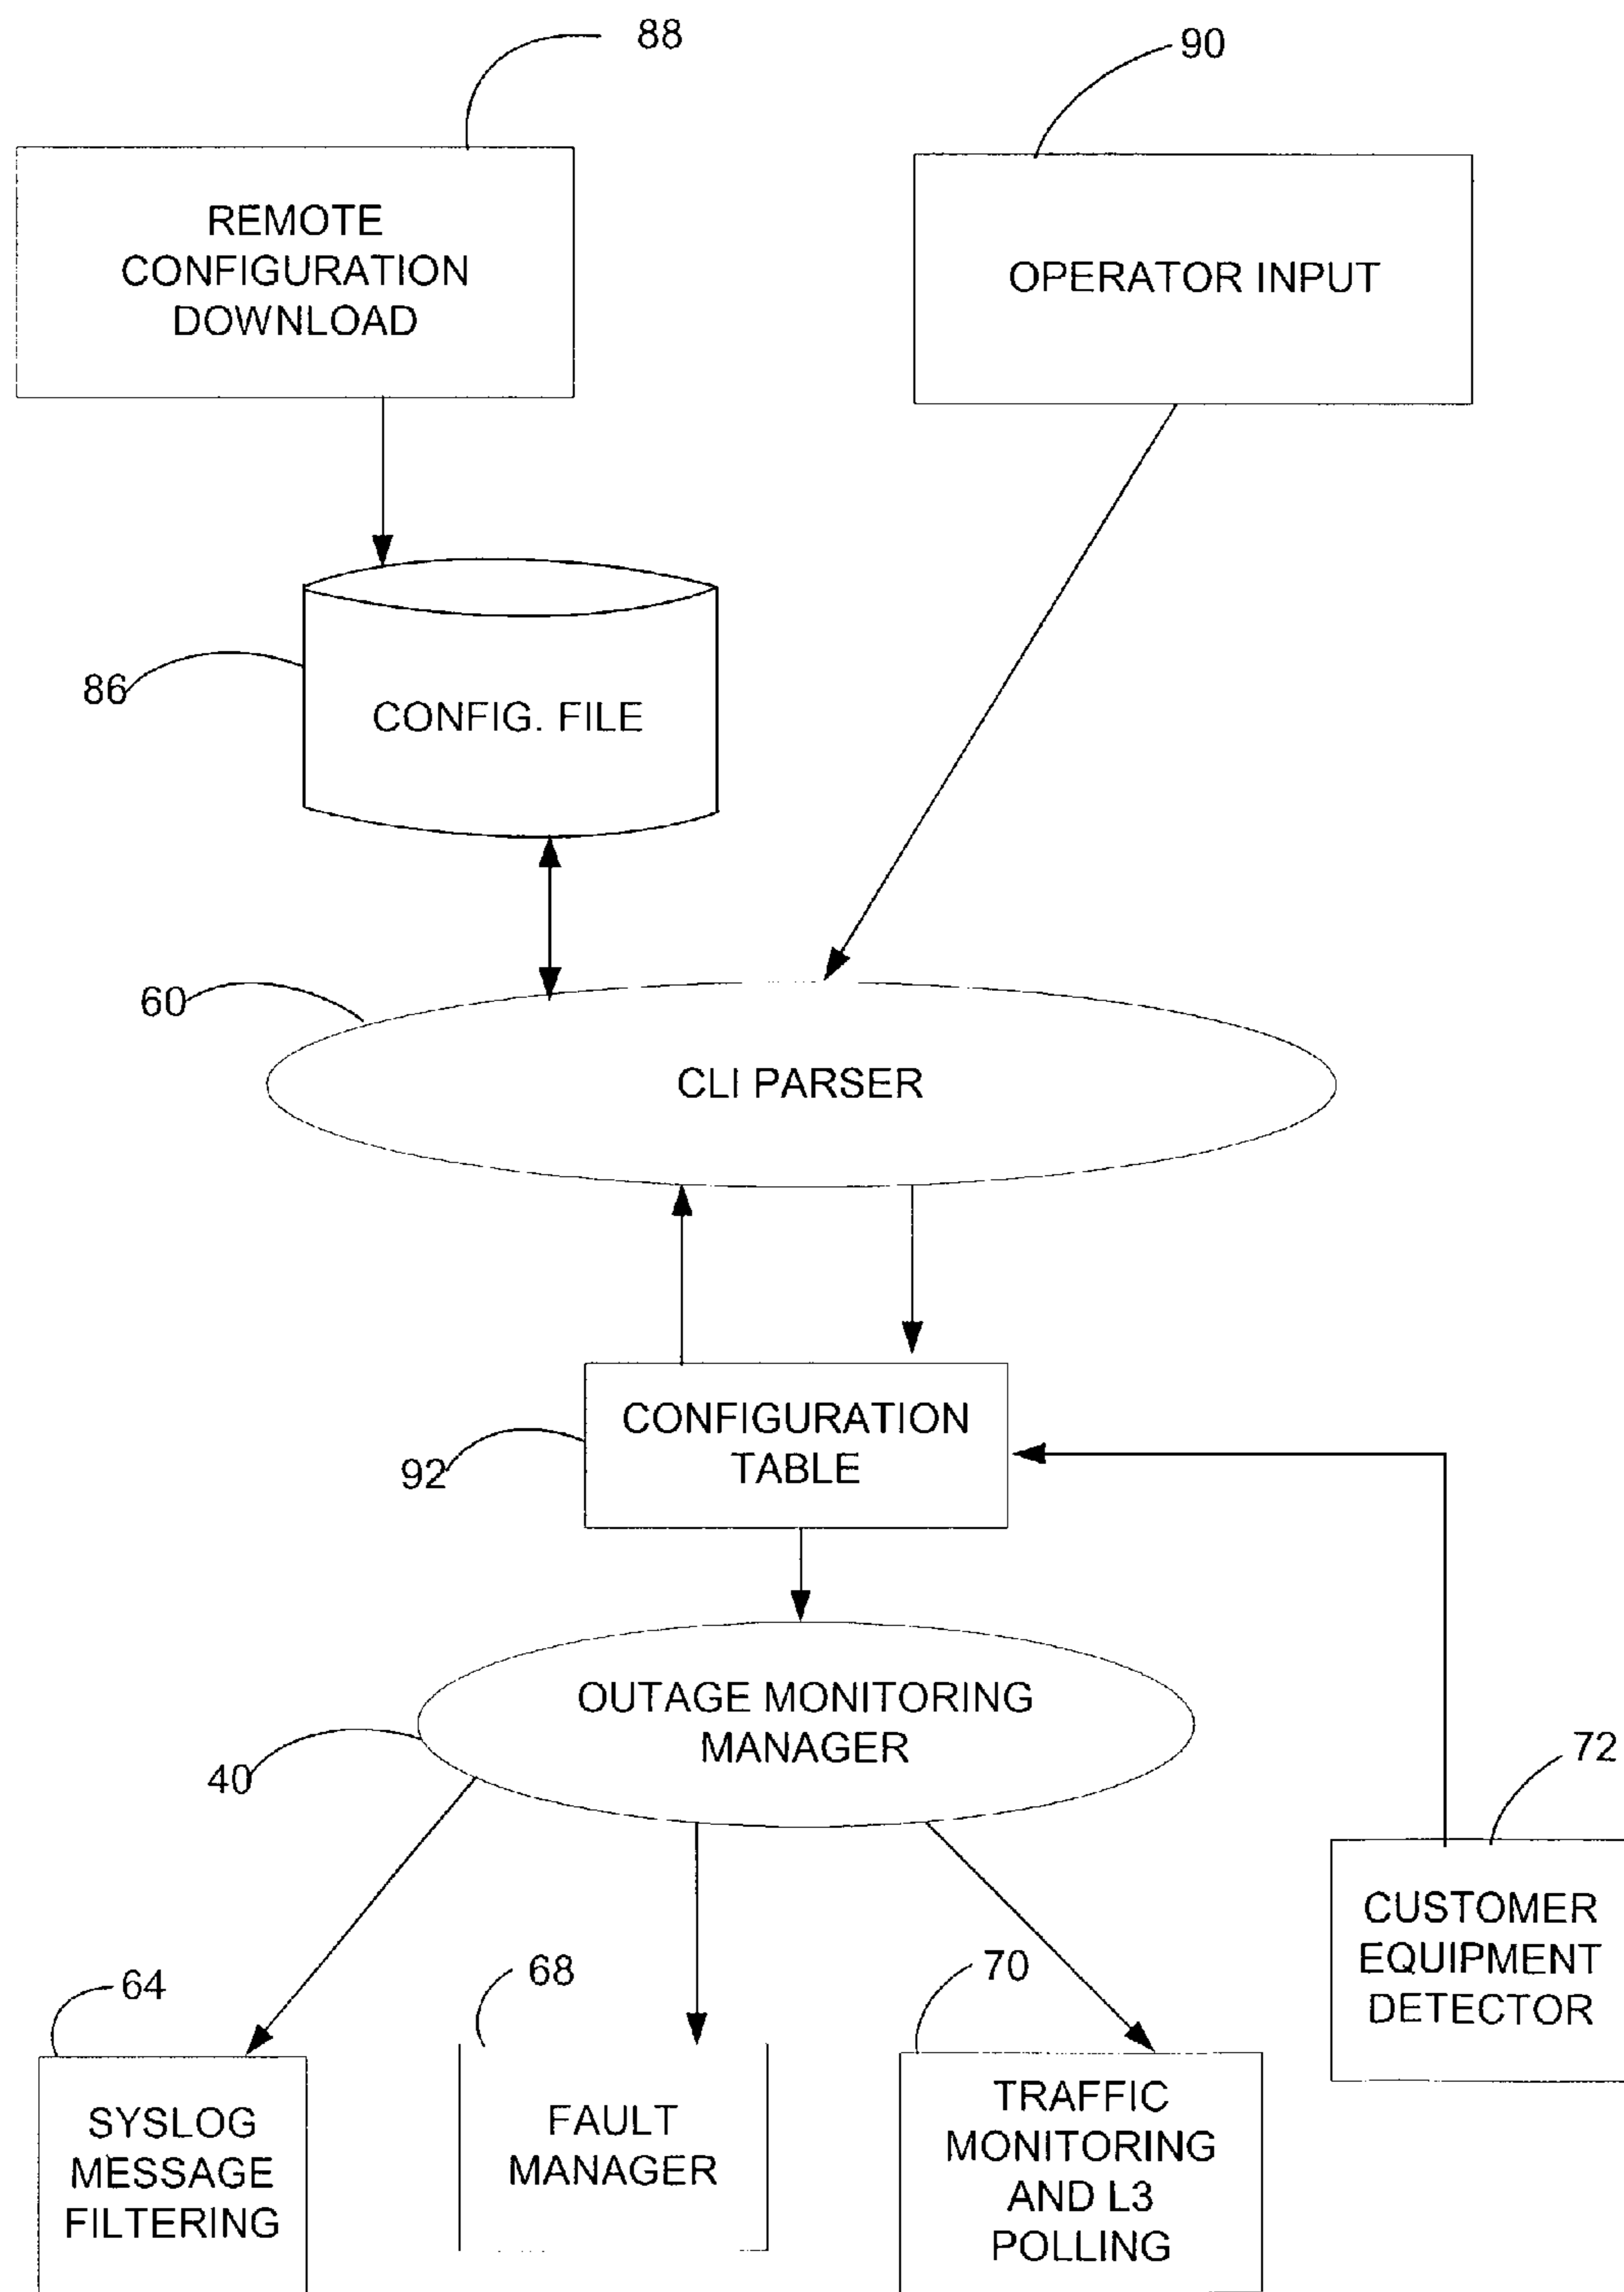 88
90
REMOTE
CONFIGURATION
DOWNLOAD
OPERATOR INPUT
86
CONFIG. FILE
60
CLI PARSER
CONFIGURATION
TABLE
92
OUTAGE MONITORING
MANAGER
40
72
CUSTOMER
EQUIPMENT
DETECTOR
64
68
70
SYSLOG
MESSAGE
FILTERING
FAULT
MANAGER
TRAFFIC
MONITORING
AND L3
POLLING